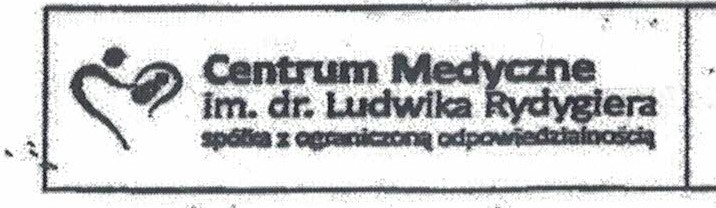 Centrum Medyczne
im. dr. Ludwika Rydygiera
spółka z ograniczoną odpowiedzialnością